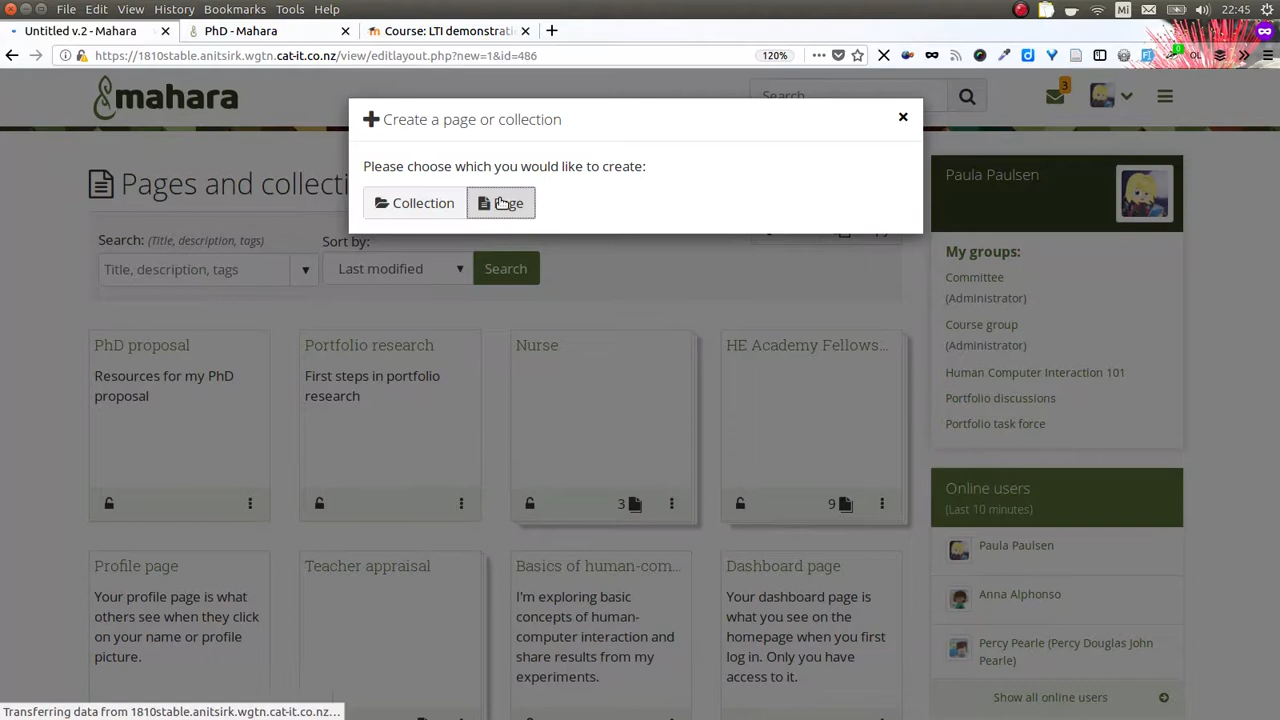 File Edit View History Bookmarks Tools Help
Mi 22:45
Untitled v.2 - Mahara PhD - Mahara Course: LTI demonstrati
https://1810stable.anitsirk.wgtn.cat-it.co.nz/view/editlayout.php?new=1&id=486 120%
mahara
Search
3
Create a page or collection
Please choose which you would like to create:
Collection
Pages and collecti
Search: (Title, description, tags)
Sort by:
Title, description, tags
Last modified
Search
Paula Paulsen
My groups:
Committee
(Administrator)
Course group
(Administrator)
Human Computer Interaction 101
Portfolio discussions
Portfolio task force
PhD proposal
Resources for my PhD
proposal
Portfolio research
First steps in portfolio
research
Nurse
3
HE Academy Fellows...
9
Profile page
Your profile page is what
others see when they click
on your name or profile
picture.
Teacher appraisal
Basics of human-com...
I'm exploring basic
concepts of human-
computer interaction and
share results from my
experiments.
Dashboard page
Your dashboard page is
what you see on the
homepage when you first
log in. Only you have
access to it.
Online users
(Last 10 minutes)
Paula Paulsen
Anna Alphonso
Percy Pearle (Percy Douglas John
Pearle)
Show all online users
Transferring data from 1810stable.anitsirk.wgtn.cat-it.co.nz...